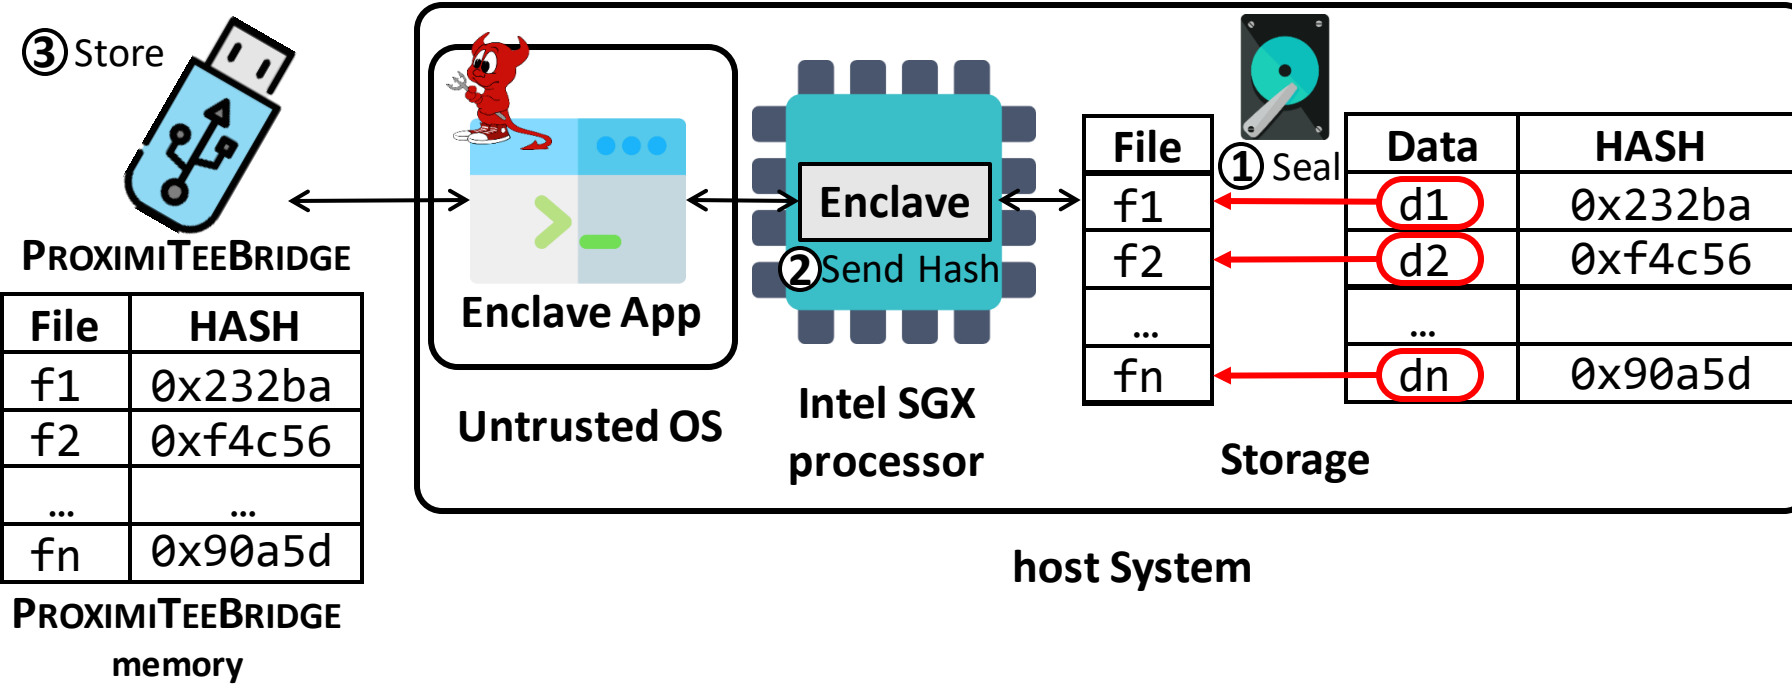 ③ Store
PROXIMITEEBRIDGE
File HASH
f1 0x232ba
f2 0xf4c56
... ...
fn 0x90a5d
PROXIMITEEBRIDGE
memory
>_
Enclave App
Untrusted OS
Enclave
② Send Hash
Intel SGX
processor
① Seal
File
f1
f2
...
fn
Data HASH
d1 0x232ba
d2 0xf4c56
...
dn 0x90a5d
Storage
host System